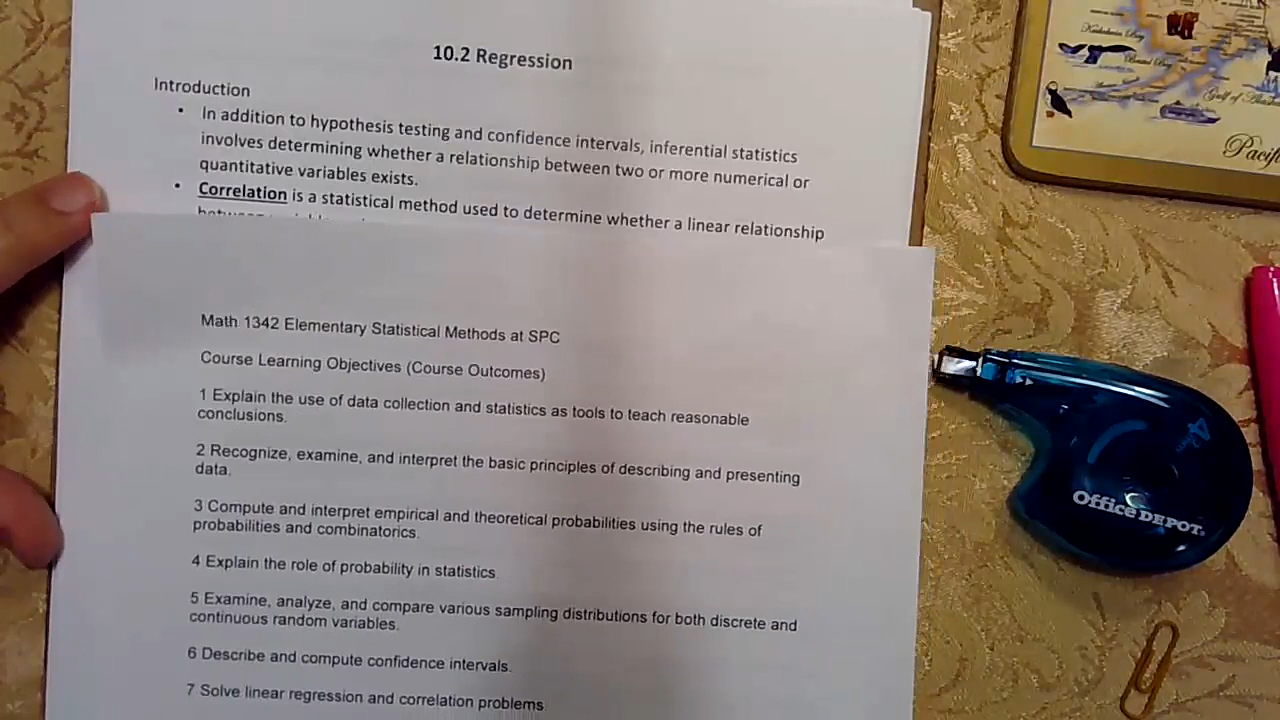 10.2 Regression
Introduction
• In addition to hypothesis testing and confidence intervals, inferential statistics
involves determining whether a relationship between two or more numerical or
quantitative variables exists.
• Correlation is a statistical method used to determine whether a linear relationship
Math 1342 Elementary Statistical Methods at SPC
Course Learning Objectives (Course Outcomes)
1 Explain the use of data collection and statistics as tools to teach reasonable
conclusions.
2 Recognize, examine, and interpret the basic principles of describing and presenting
data.
3 Compute and interpret empirical and theoretical probabilities using the rules of
probabilities and combinatorics.
4 Explain the role of probability in statistics
5 Examine, analyze, and compare various sampling distributions for both discrete and
continuous random variables.
6 Describe and compute confidence intervals.
7 Solve linear regression and correlation problems
Gulf of
Pacif
Office DEPOT.